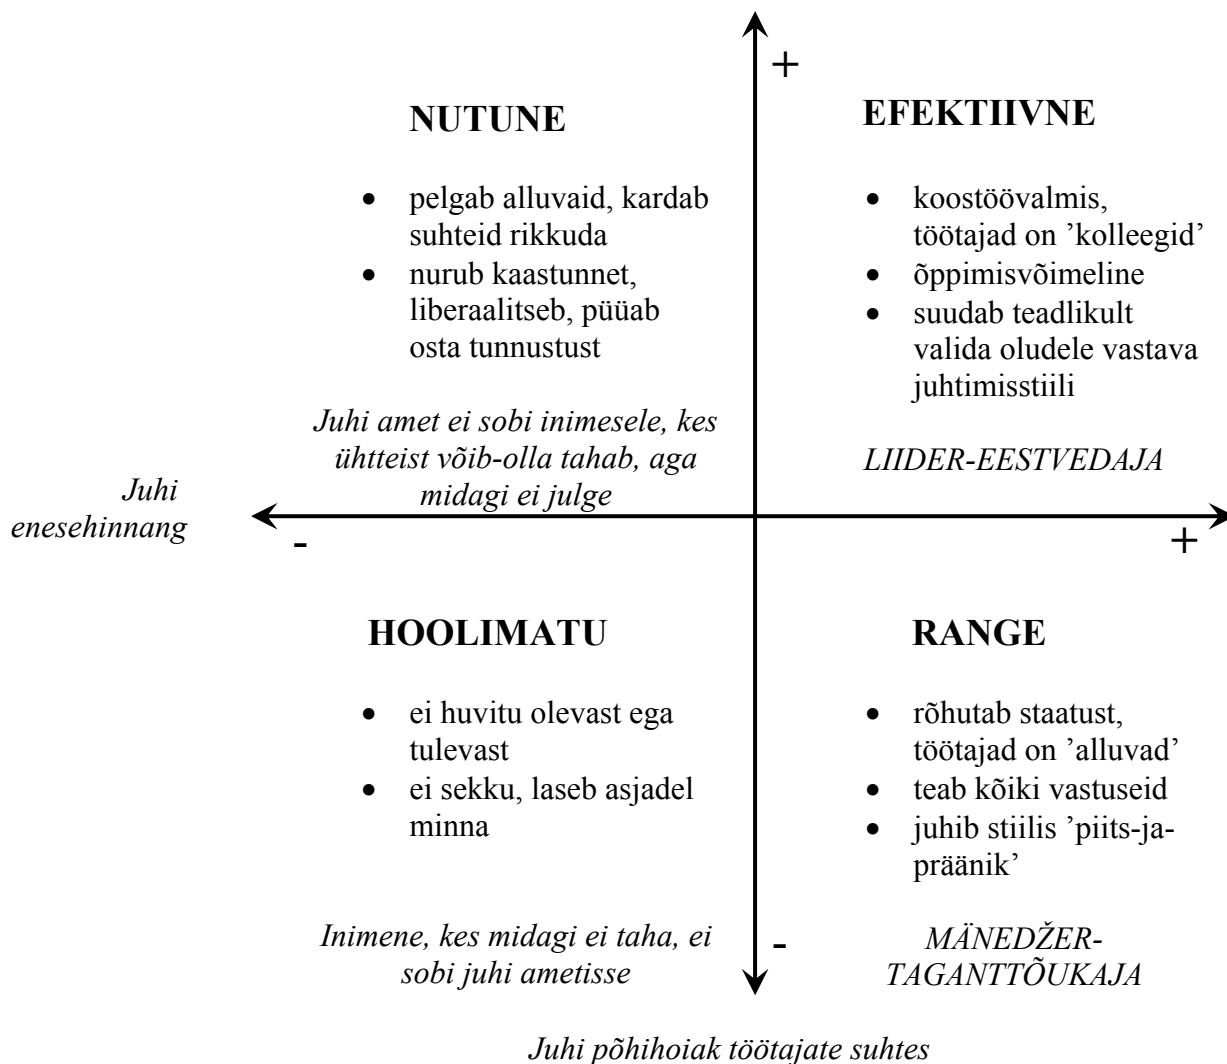 +
NUTUNE
• pelgab alluvaid, kardab
suhteid rikkuda
• nurub kaastunnet,
liberaalitseb, püüab
osta tunnustust
Juhi amet ei sobi inimesele, kes
ühtteist võib-olla tahab, aga
midagi ei julge
EFEKTIIVNE
• koostöövalmis,
töötajad on ’kolleegid’
• õppimisvõimeline
• suudab teadlikult
valida oludele vastava
juhtimisstiili
LIIDER-EESTVEDAJA
Juhi
enesehinnang
-
+
HOOLIMATU
• ei huvitu olevast ega
tulevast
• ei sekku, laseb asjadel
minna
Inimene, kes midagi ei taha, ei
sobi juhi ametisse
RANGE
• rõhutab staatust,
töötajad on ’alluvad’
• teab kõiki vastuseid
• juhib stiilis ’piits-ja-
präänik’
-
MÄNEDŽER-
TAGANTTÕUKAJA
Juhi põhihoiak töötajate suhtes